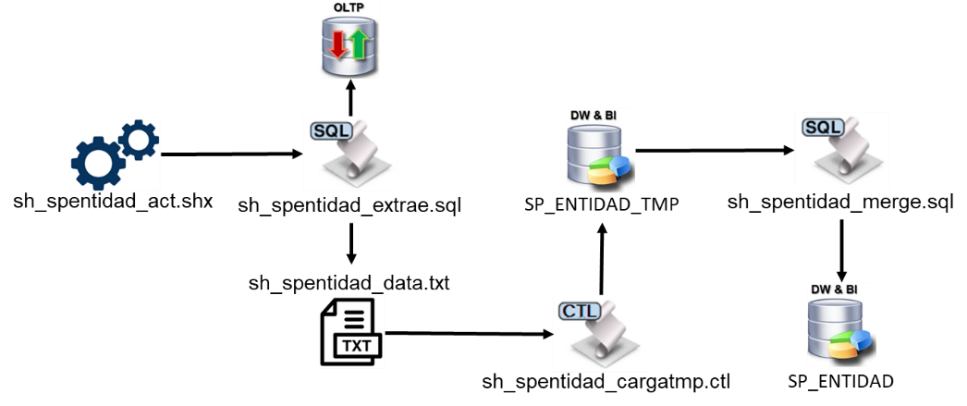 OLTP
SQL
sh_spentidad_act.shx
sh_spentidad_extrae.sql
sh_spentidad_data.txt
TXT
CTL
sh_spentidad_cargatmp.ctl
DW & BI
SP_ENTIDAD_TMP
SQL
sh_spentidad_merge.sql
DW & BI
SP_ENTIDAD